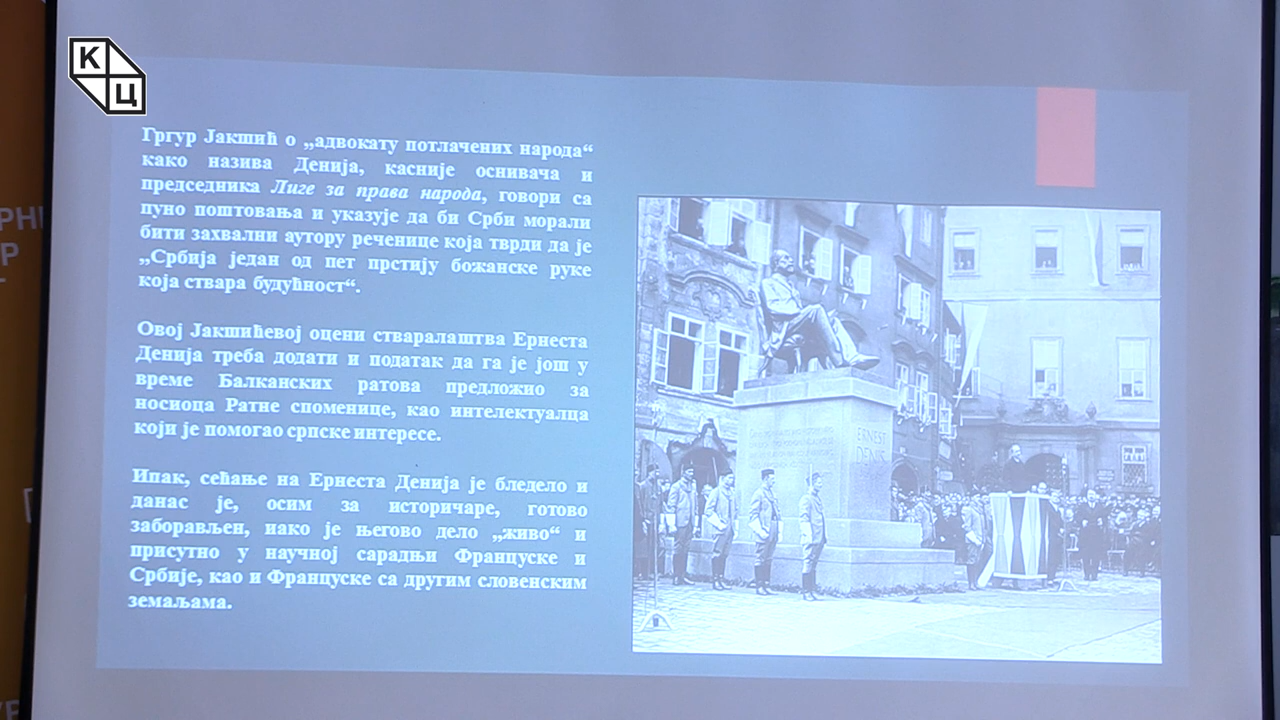 К
Ц
Гргур Јакшић о „адвокату потлачених народа“
како назива Денија, касније оснивача и
председника Лиге за права народа, говори са
пуно поштовања и указује да би Срби морали
бити захвални аутору реченице која тврди да је
„Србија један од пет прстију божанске руке
која ствара будућност“.
Овој Јакшићевој оцени стваралаштва Ернеста
Денија треба додати и податак да га је још у
време Балканских ратова предложио за
носиоца Ратне споменице, као интелектуалца
који је помогао српске интересе.
Ипак, сећање на Ернеста Денија је бледело и
данас је, осим за историчаре, готово
заборављен, иако је његово дело „живо“ и
присутно у научној сарадњи Француске и
Србије, као и Француске са другим словенским
земаљама.
ERNEST
DENIS